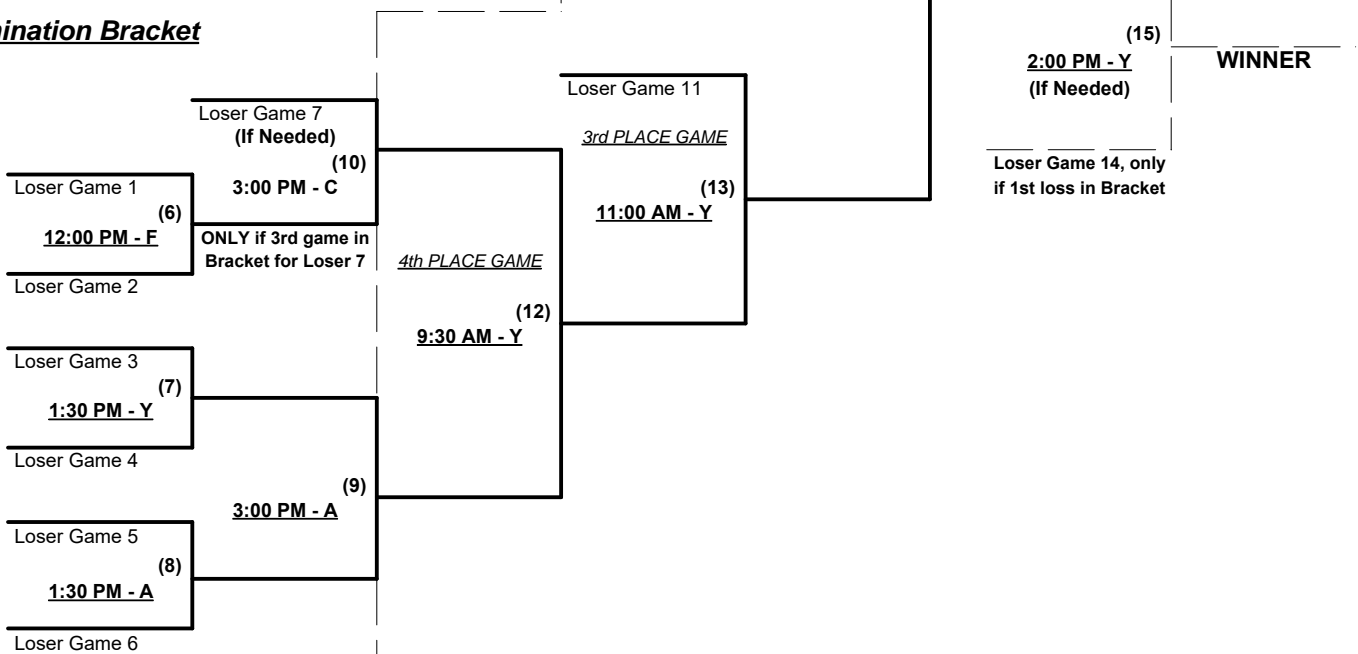 mination Bracket
(15)
2:00 PM - Y
(If Needed)
WINNER
Loser Game 14, only
if 1st loss in Bracket
Loser Game 11
3rd PLACE GAME
(13)
11:00 AM - Y
Loser Game 7
(If Needed)
(10)
3:00 PM - C
Loser Game 1
(6)
12:00 PM - F
Loser Game 2
ONLY if 3rd game in
Bracket for Loser 7
4th PLACE GAME
(12)
9:30 AM - Y
Loser Game 3
(7)
1:30 PM - Y
Loser Game 4
(9)
3:00 PM - A
Loser Game 5
(8)
1:30 PM - A
Loser Game 6